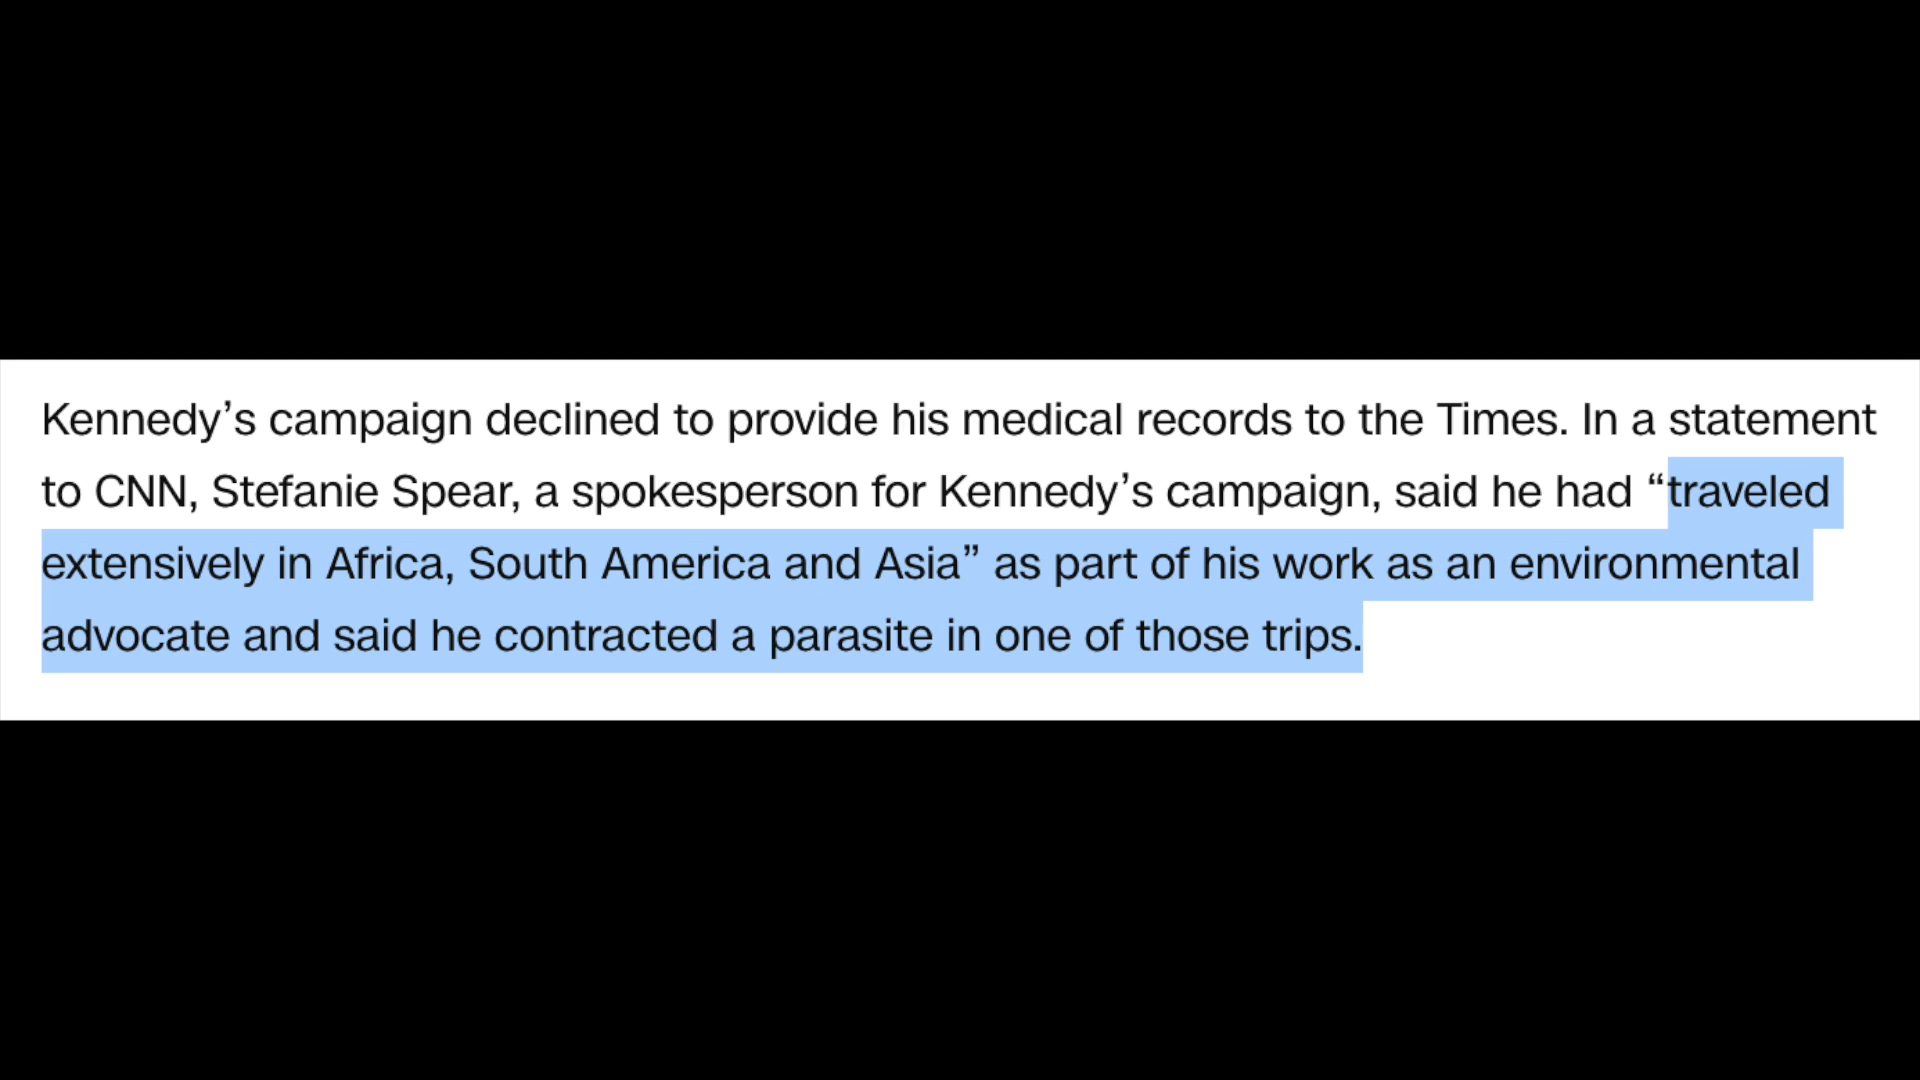 Kennedy’s campaign declined to provide his medical records to the Times. In a statement
to CNN, Stefanie Spear, a spokesperson for Kennedy’s campaign, said he had “traveled
extensively in Africa, South America and Asia” as part of his work as an environmental
advocate and said he contracted a parasite in one of those trips.